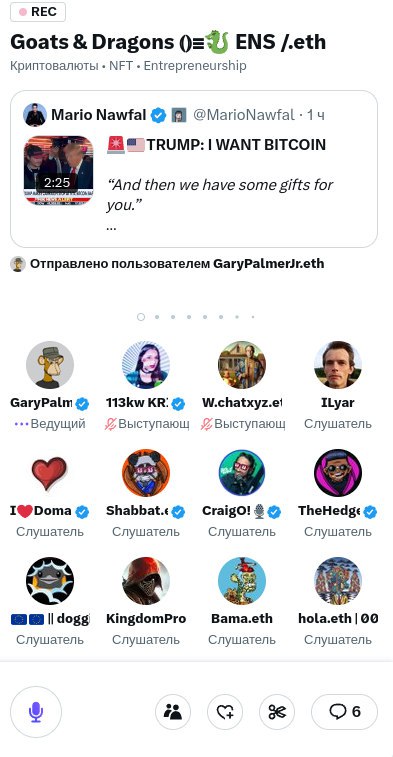 REC
Goats & Dragons ()≡🐉 ENS /.eth
Криптовалюты • NFT • Entrepreneurship
Mario Nawfal @MarioNawfal · 1 ч
🚨🇺🇸TRUMP: I WANT BITCOIN
“And then we have some gifts for
you.”
...
2:25
Отправлено пользователем GaryPalmerJr.eth
GaryPalm 113kw KR W.chatxyz.et ILyar
Ведущий Выступающ Выступающ Слушатель
I❤️Doma Shabbat.e CraigO!🎙️ TheHedge
Слушатель Слушатель Слушатель Слушатель
🇪🇺🇪🇺 || doggi KingdomPro Bama.eth hola.eth | 00
Слушатель Слушатель Слушатель Слушатель
6